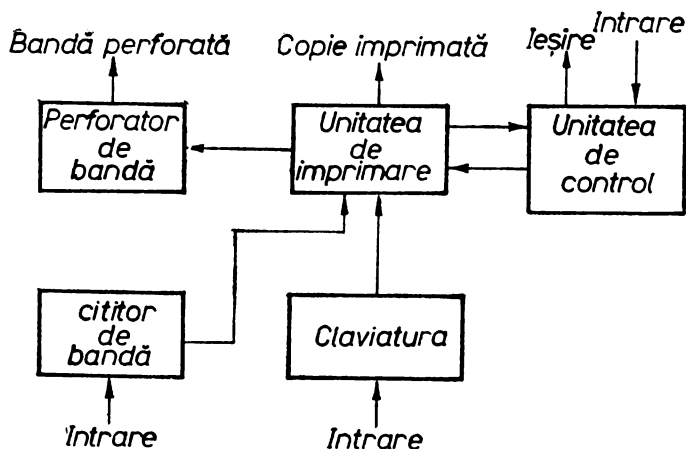 Bandă perforată
Copie imprimată
Ieșire
Intrare
Perforator
de
bandă
Unitatea
de
imprimare
Unitatea
de
control
cititor
de
bandă
Claviatura
Intrare
Intrare